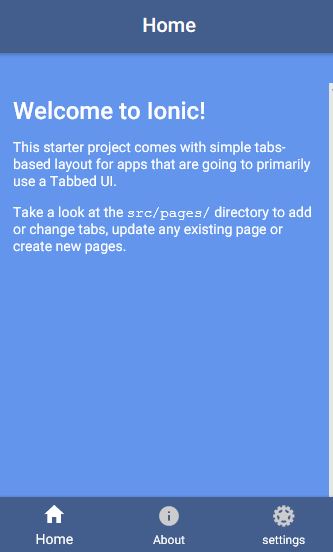 Home
Welcome to Ionic!
This starter project comes with simple tabs-
based layout for apps that are going to primarily
use a Tabbed UI.
Take a look at the src/pages/ directory to add
or change tabs, update any existing page or
create new pages.
Home About settings